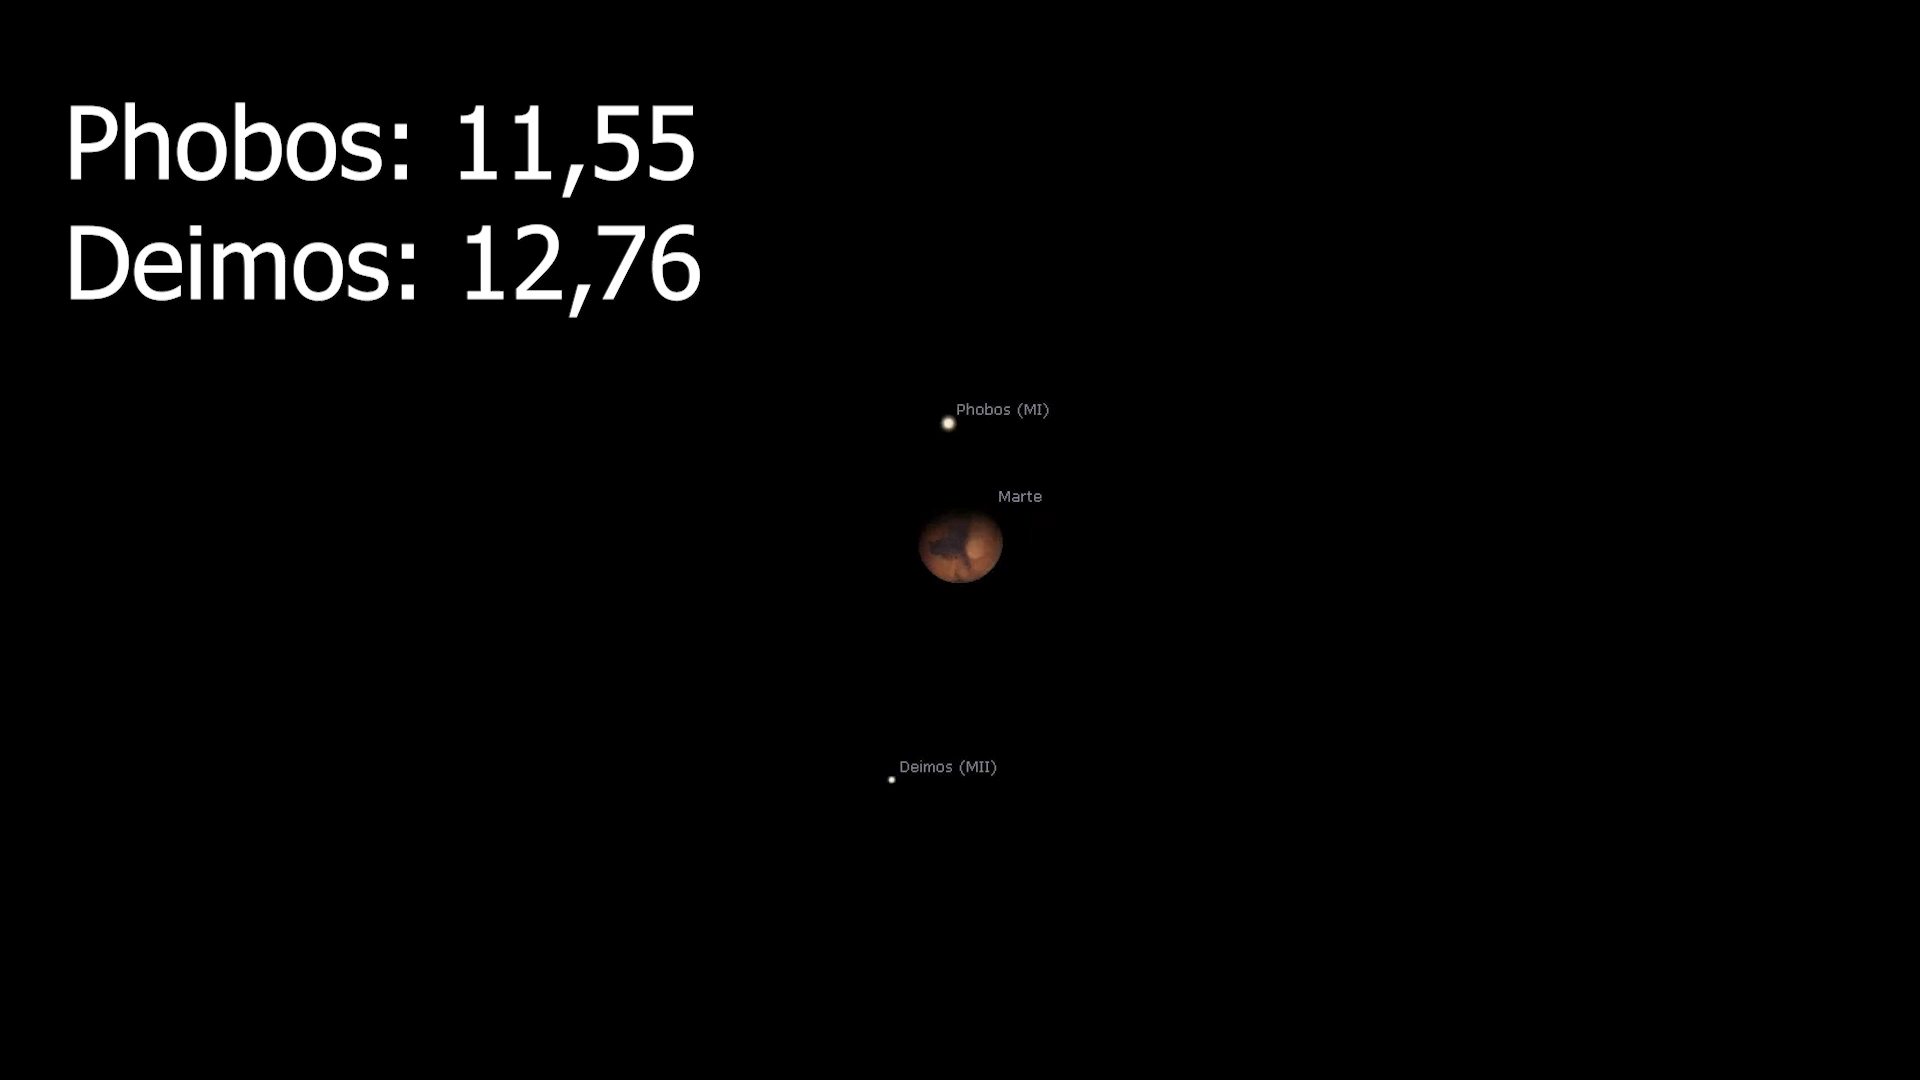 Phobos: 11,55
Deimos: 12,76
Phobos (MI)
Marte
Deimos (MII)